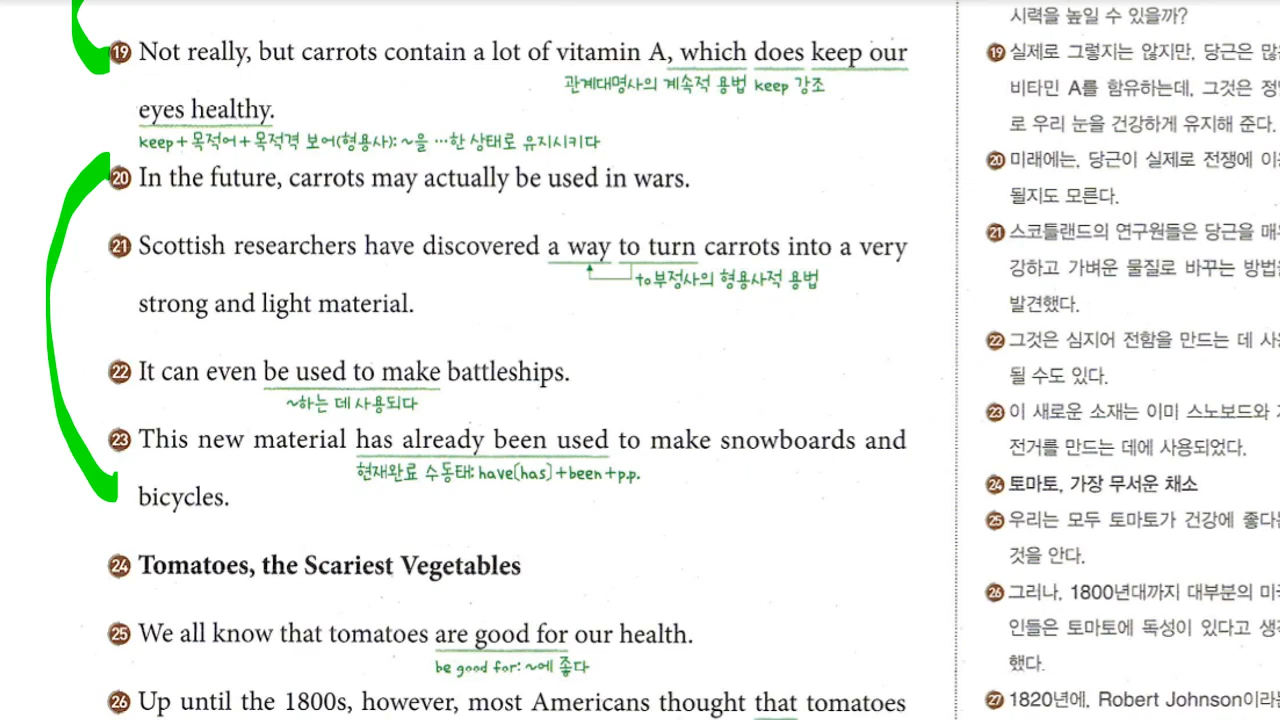 ⑲ Not really, but carrots contain a lot of vitamin A, which does keep our
관계대명사의 계속적 용법 keep 강조
eyes healthy.
keep+목적어+목적격 보어(형용사): ~을 …한 상태로 유지시키다
⑳ In the future, carrots may actually be used in wars.
㉑ Scottish researchers have discovered a way to turn carrots into a very
to부정사의 형용사적 용법
strong and light material.
㉒ It can even be used to make battleships.
~하는 데 사용되다
㉓ This new material has already been used to make snowboards and
현재완료 수동태: have(has)+been+p.p.
bicycles.
㉔ Tomatoes, the Scariest Vegetables
㉕ We all know that tomatoes are good for our health.
be good for: ~에 좋다
㉖ Up until the 1800s, however, most Americans thought that tomatoes
시력을 높일 수 있을까?
⑲ 실제로 그렇지는 않지만, 당근은 많
비타민 A를 함유하는데, 그것은 정
로 우리 눈을 건강하게 유지해 준다.
⑳ 미래에는, 당근이 실제로 전쟁에 이
될지도 모른다.
㉑ 스코틀랜드의 연구원들은 당근을 매
강하고 가벼운 물질로 바꾸는 방법을
발견했다.
㉒ 그것은 심지어 전함을 만드는 데 사용
될 수도 있다.
㉓ 이 새로운 소재는 이미 스노보드와
전거를 만드는 데에 사용되었다.
㉔ 토마토, 가장 무서운 채소
㉕ 우리는 모두 토마토가 건강에 좋다는
것을 안다.
㉖ 그러나, 1800년대까지 대부분의 미국
인들은 토마토에 독성이 있다고 생각
했다.
㉗ 1820년에, Robert Johnson이라는